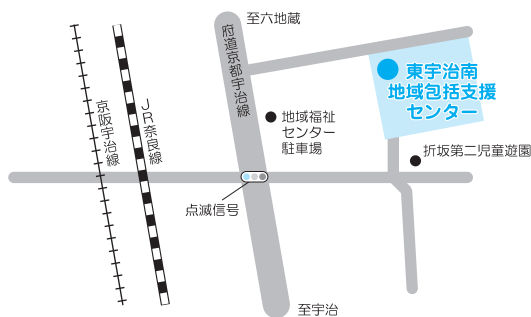 至六地蔵
府道京都宇治線
東宇治南
地域包括支援
センター
京阪宇治線
JR奈良線
地域福祉
センター
駐車場
折坂第二児童遊園
点滅信号
至宇治